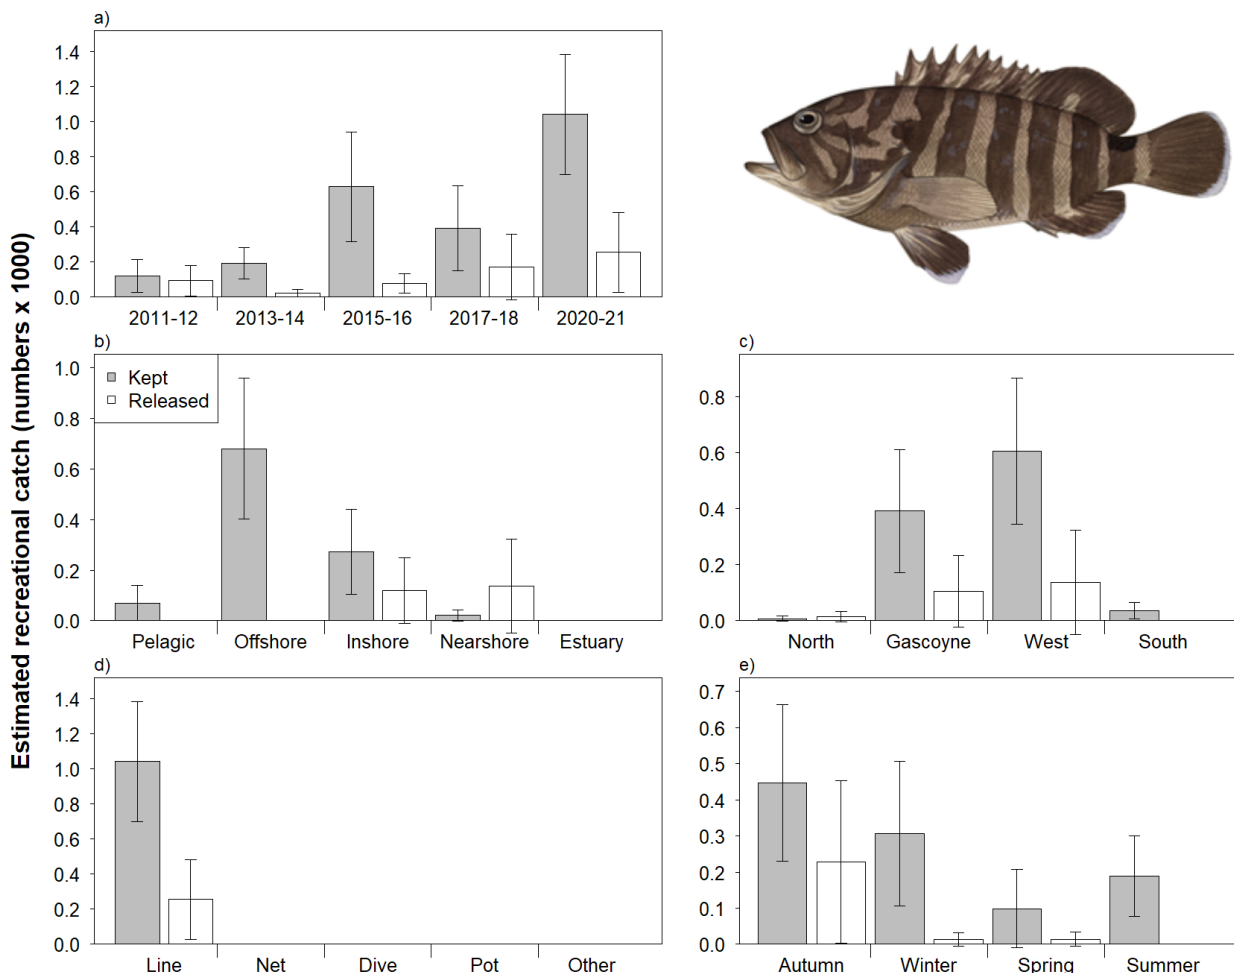 Estimated recreational catch (numbers x 1000)
a)
1.4
1.2
1.0
0.8
0.6
0.4
0.2
0.0
2011-12 2013-14 2015-16 2017-18 2020-21
b)
Kept
Released
1.0
0.8
0.6
0.4
0.2
0.0
Pelagic Offshore Inshore Nearshore Estuary
c)
0.8
0.6
0.4
0.2
0.0
North Gascoyne West South
d)
1.4
1.2
1.0
0.8
0.6
0.4
0.2
0.0
Line Net Dive Pot Other
e)
0.7
0.6
0.5
0.4
0.3
0.2
0.1
0.0
Autumn Winter Spring Summer